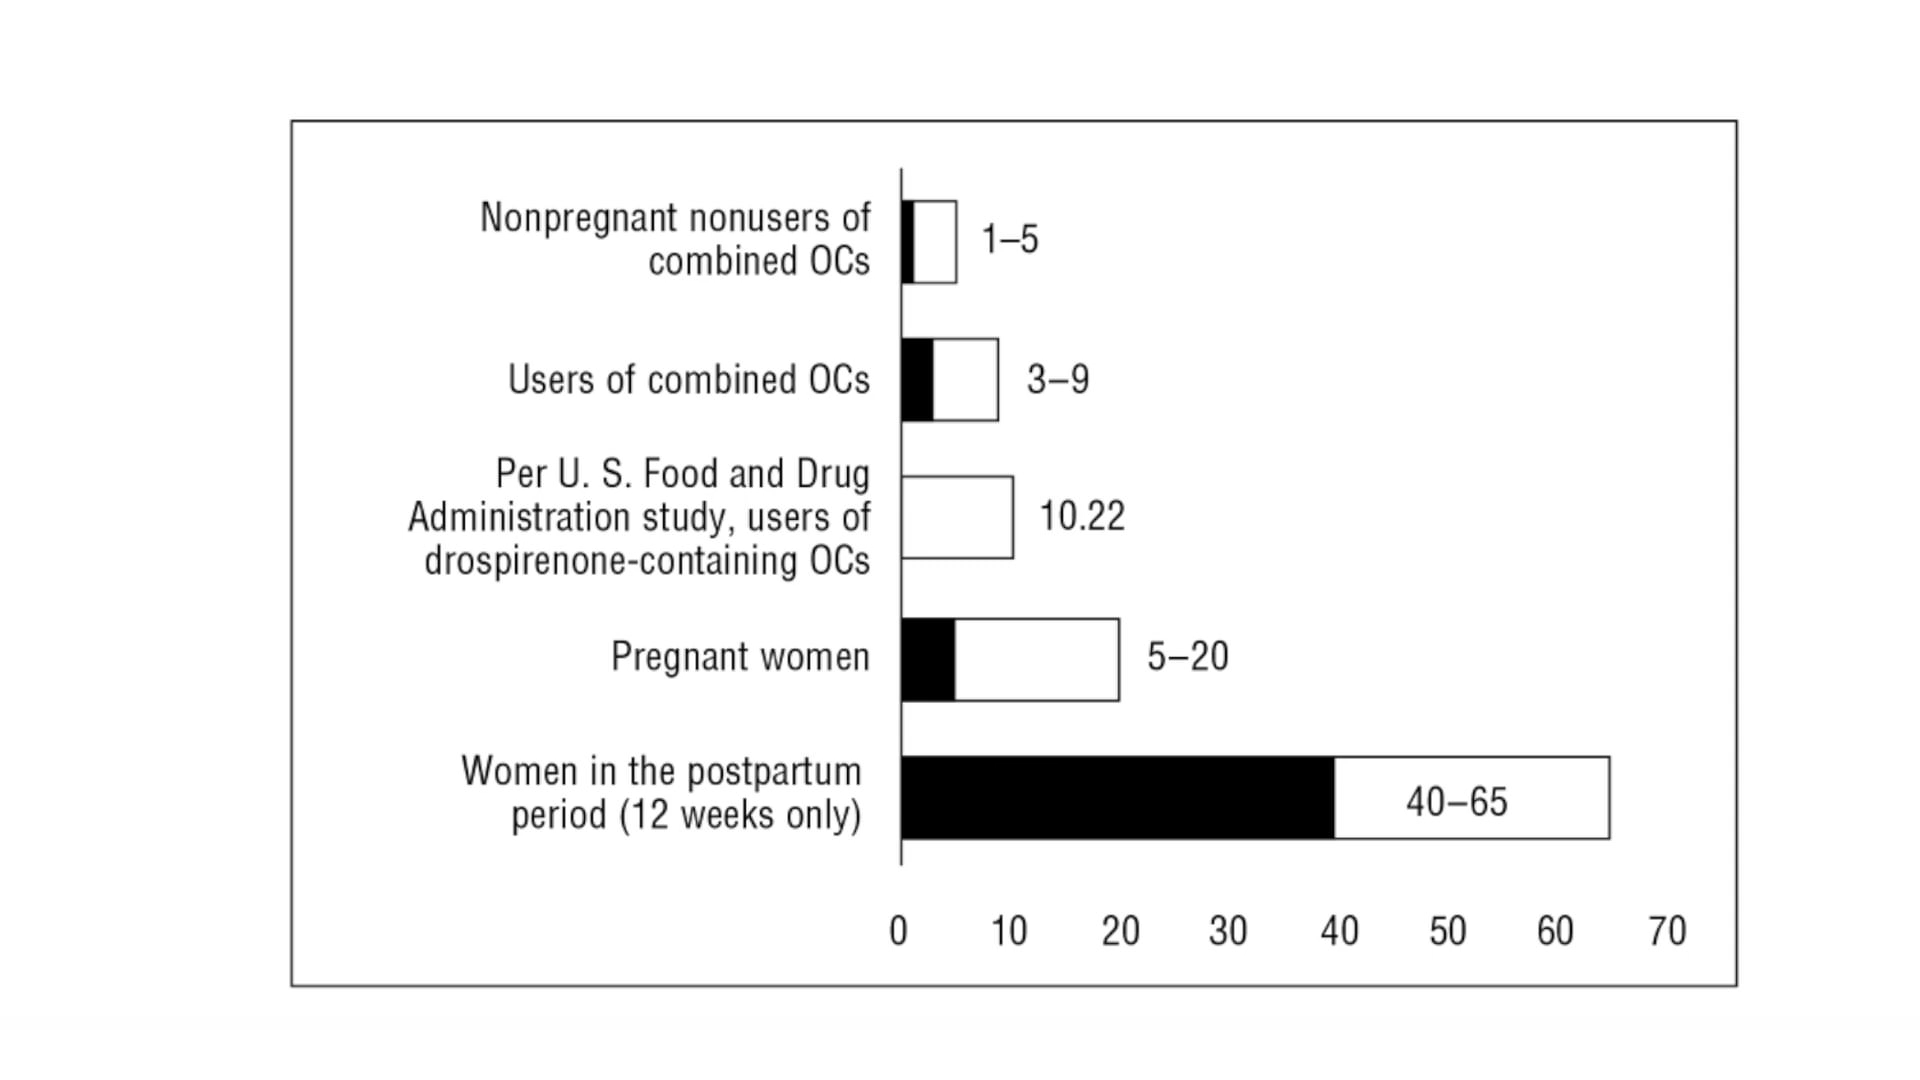 Nonpregnant nonusers of
combined OCs
1–5
Users of combined OCs
3–9
Per U. S. Food and Drug
Administration study, users of
drospirenone-containing OCs
10.22
Pregnant women
5–20
Women in the postpartum
period (12 weeks only)
40–65
0 10 20 30 40 50 60 70